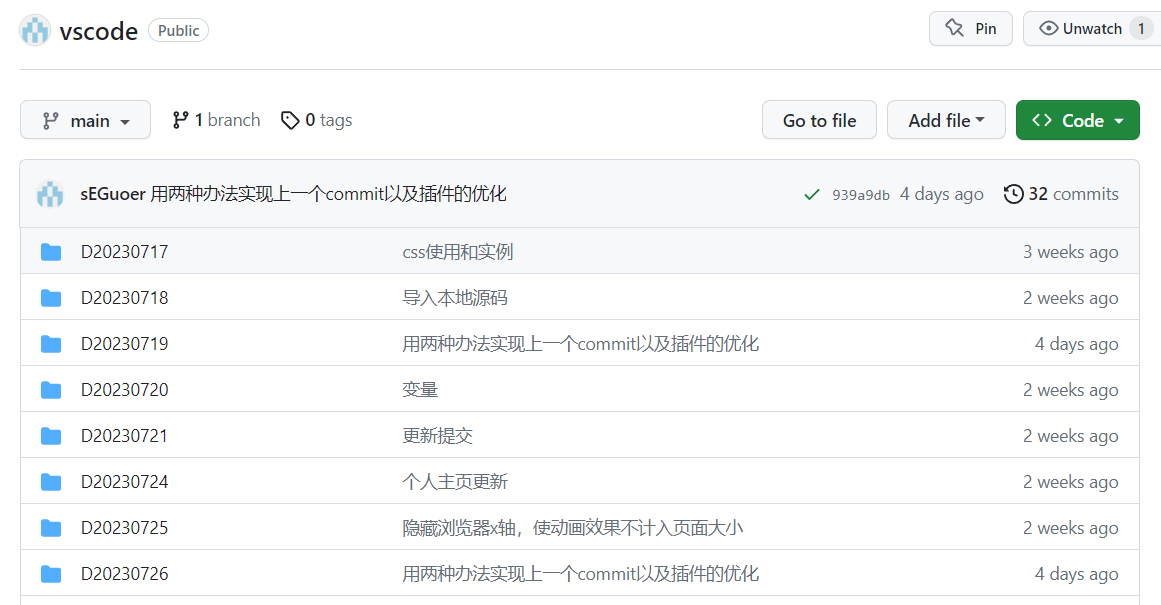 vscode Public Pin Unwatch 1
main 1 branch 0 tags Go to file Add file Code
sEGuoer 用两种办法实现上一个commit以及插件的优化 939a9db 4 days ago 32 commits
D20230717 css使用和实例 3 weeks ago
D20230718 导入本地源码 2 weeks ago
D20230719 用两种办法实现上一个commit以及插件的优化 4 days ago
D20230720 变量 2 weeks ago
D20230721 更新提交 2 weeks ago
D20230724 个人主页更新 2 weeks ago
D20230725 隐藏浏览器x轴，使动画效果不计入页面大小 2 weeks ago
D20230726 用两种办法实现上一个commit以及插件的优化 4 days ago